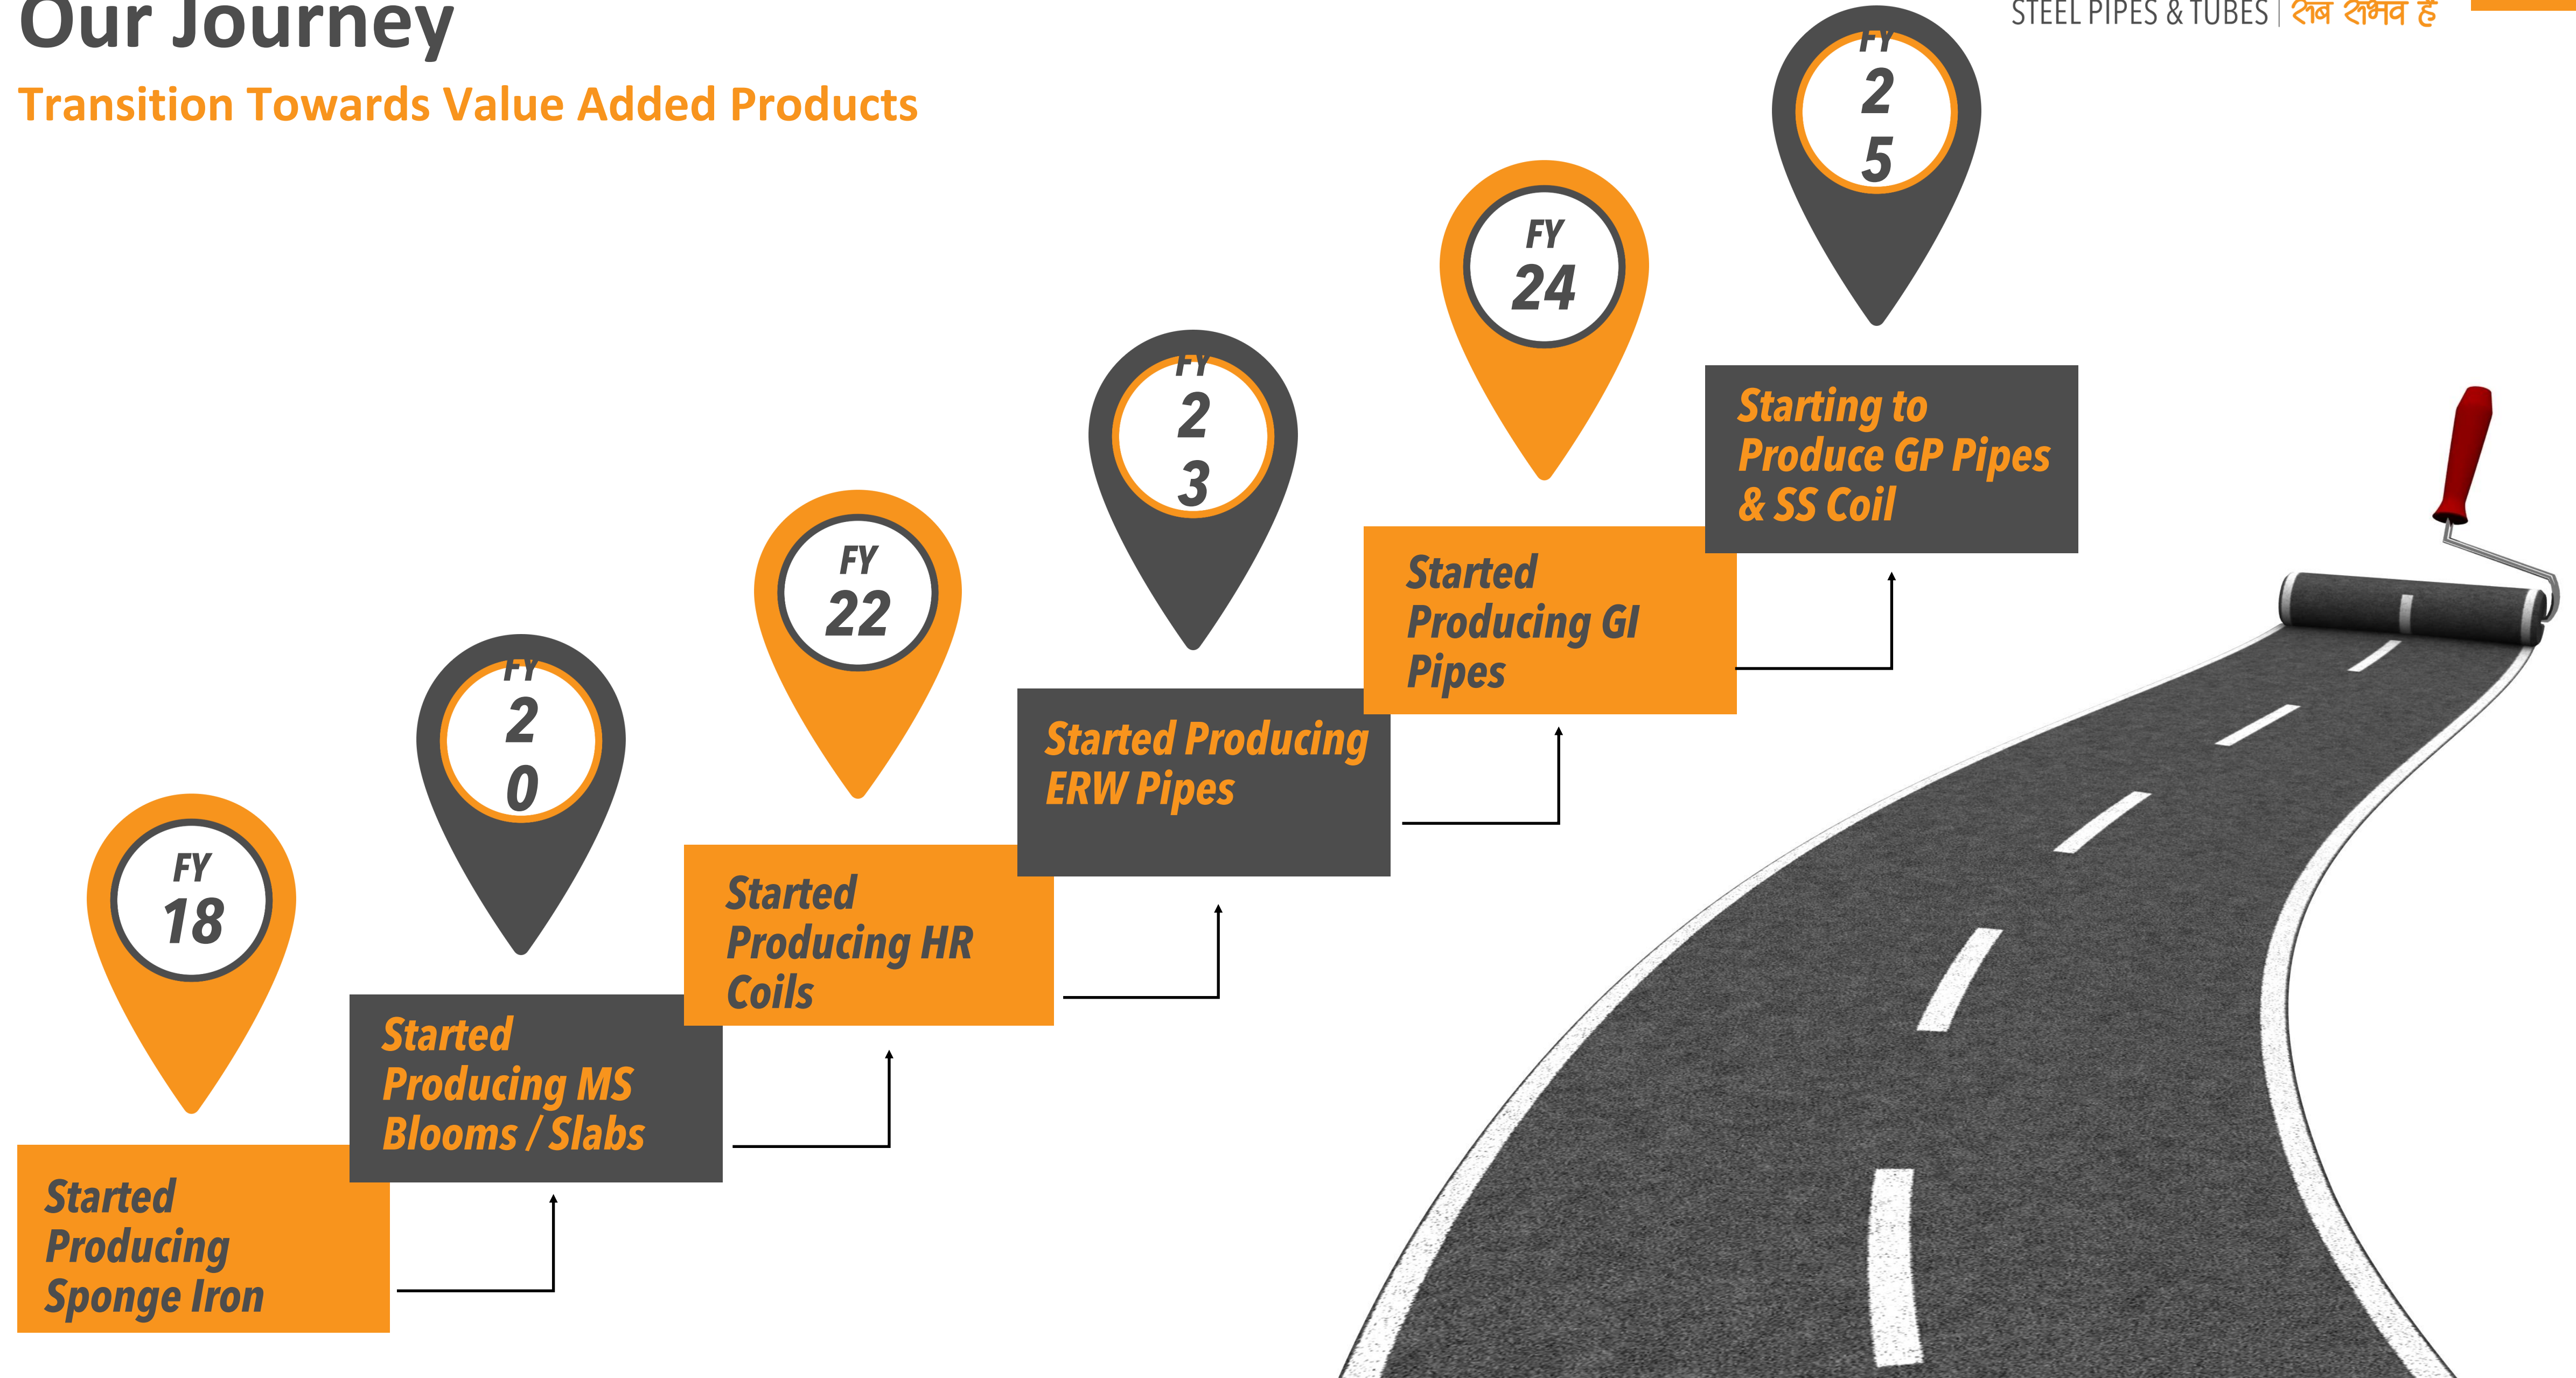 Our Journey
STEEL PIPES & TUBES | सब संभव है
Transition Towards Value Added Products
FY
18
Started
Producing
Sponge Iron
FY
2
0
Started
Producing MS
Blooms / Slabs
FY
22
Started
Producing HR
Coils
FY
2
3
Started Producing
ERW Pipes
FY
24
Started
Producing GI
Pipes
FY
2
5
Starting to
Produce GP Pipes
& SS Coil